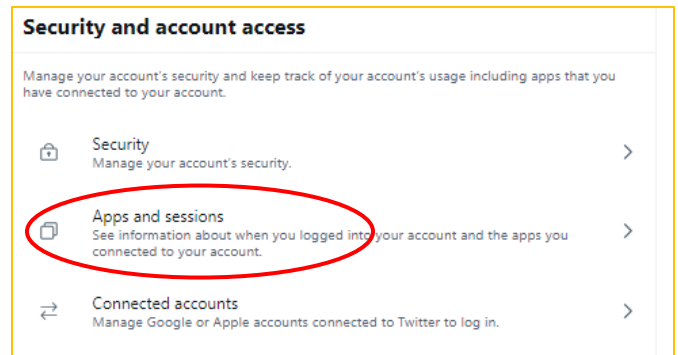 Security and account access
Manage your account's security and keep track of your account's usage including apps that you
have connected to your account.
Security
Manage your account's security.
Apps and sessions
See information about when you logged into your account and the apps you
connected to your account.
Connected accounts
Manage Google or Apple accounts connected to Twitter to log in.